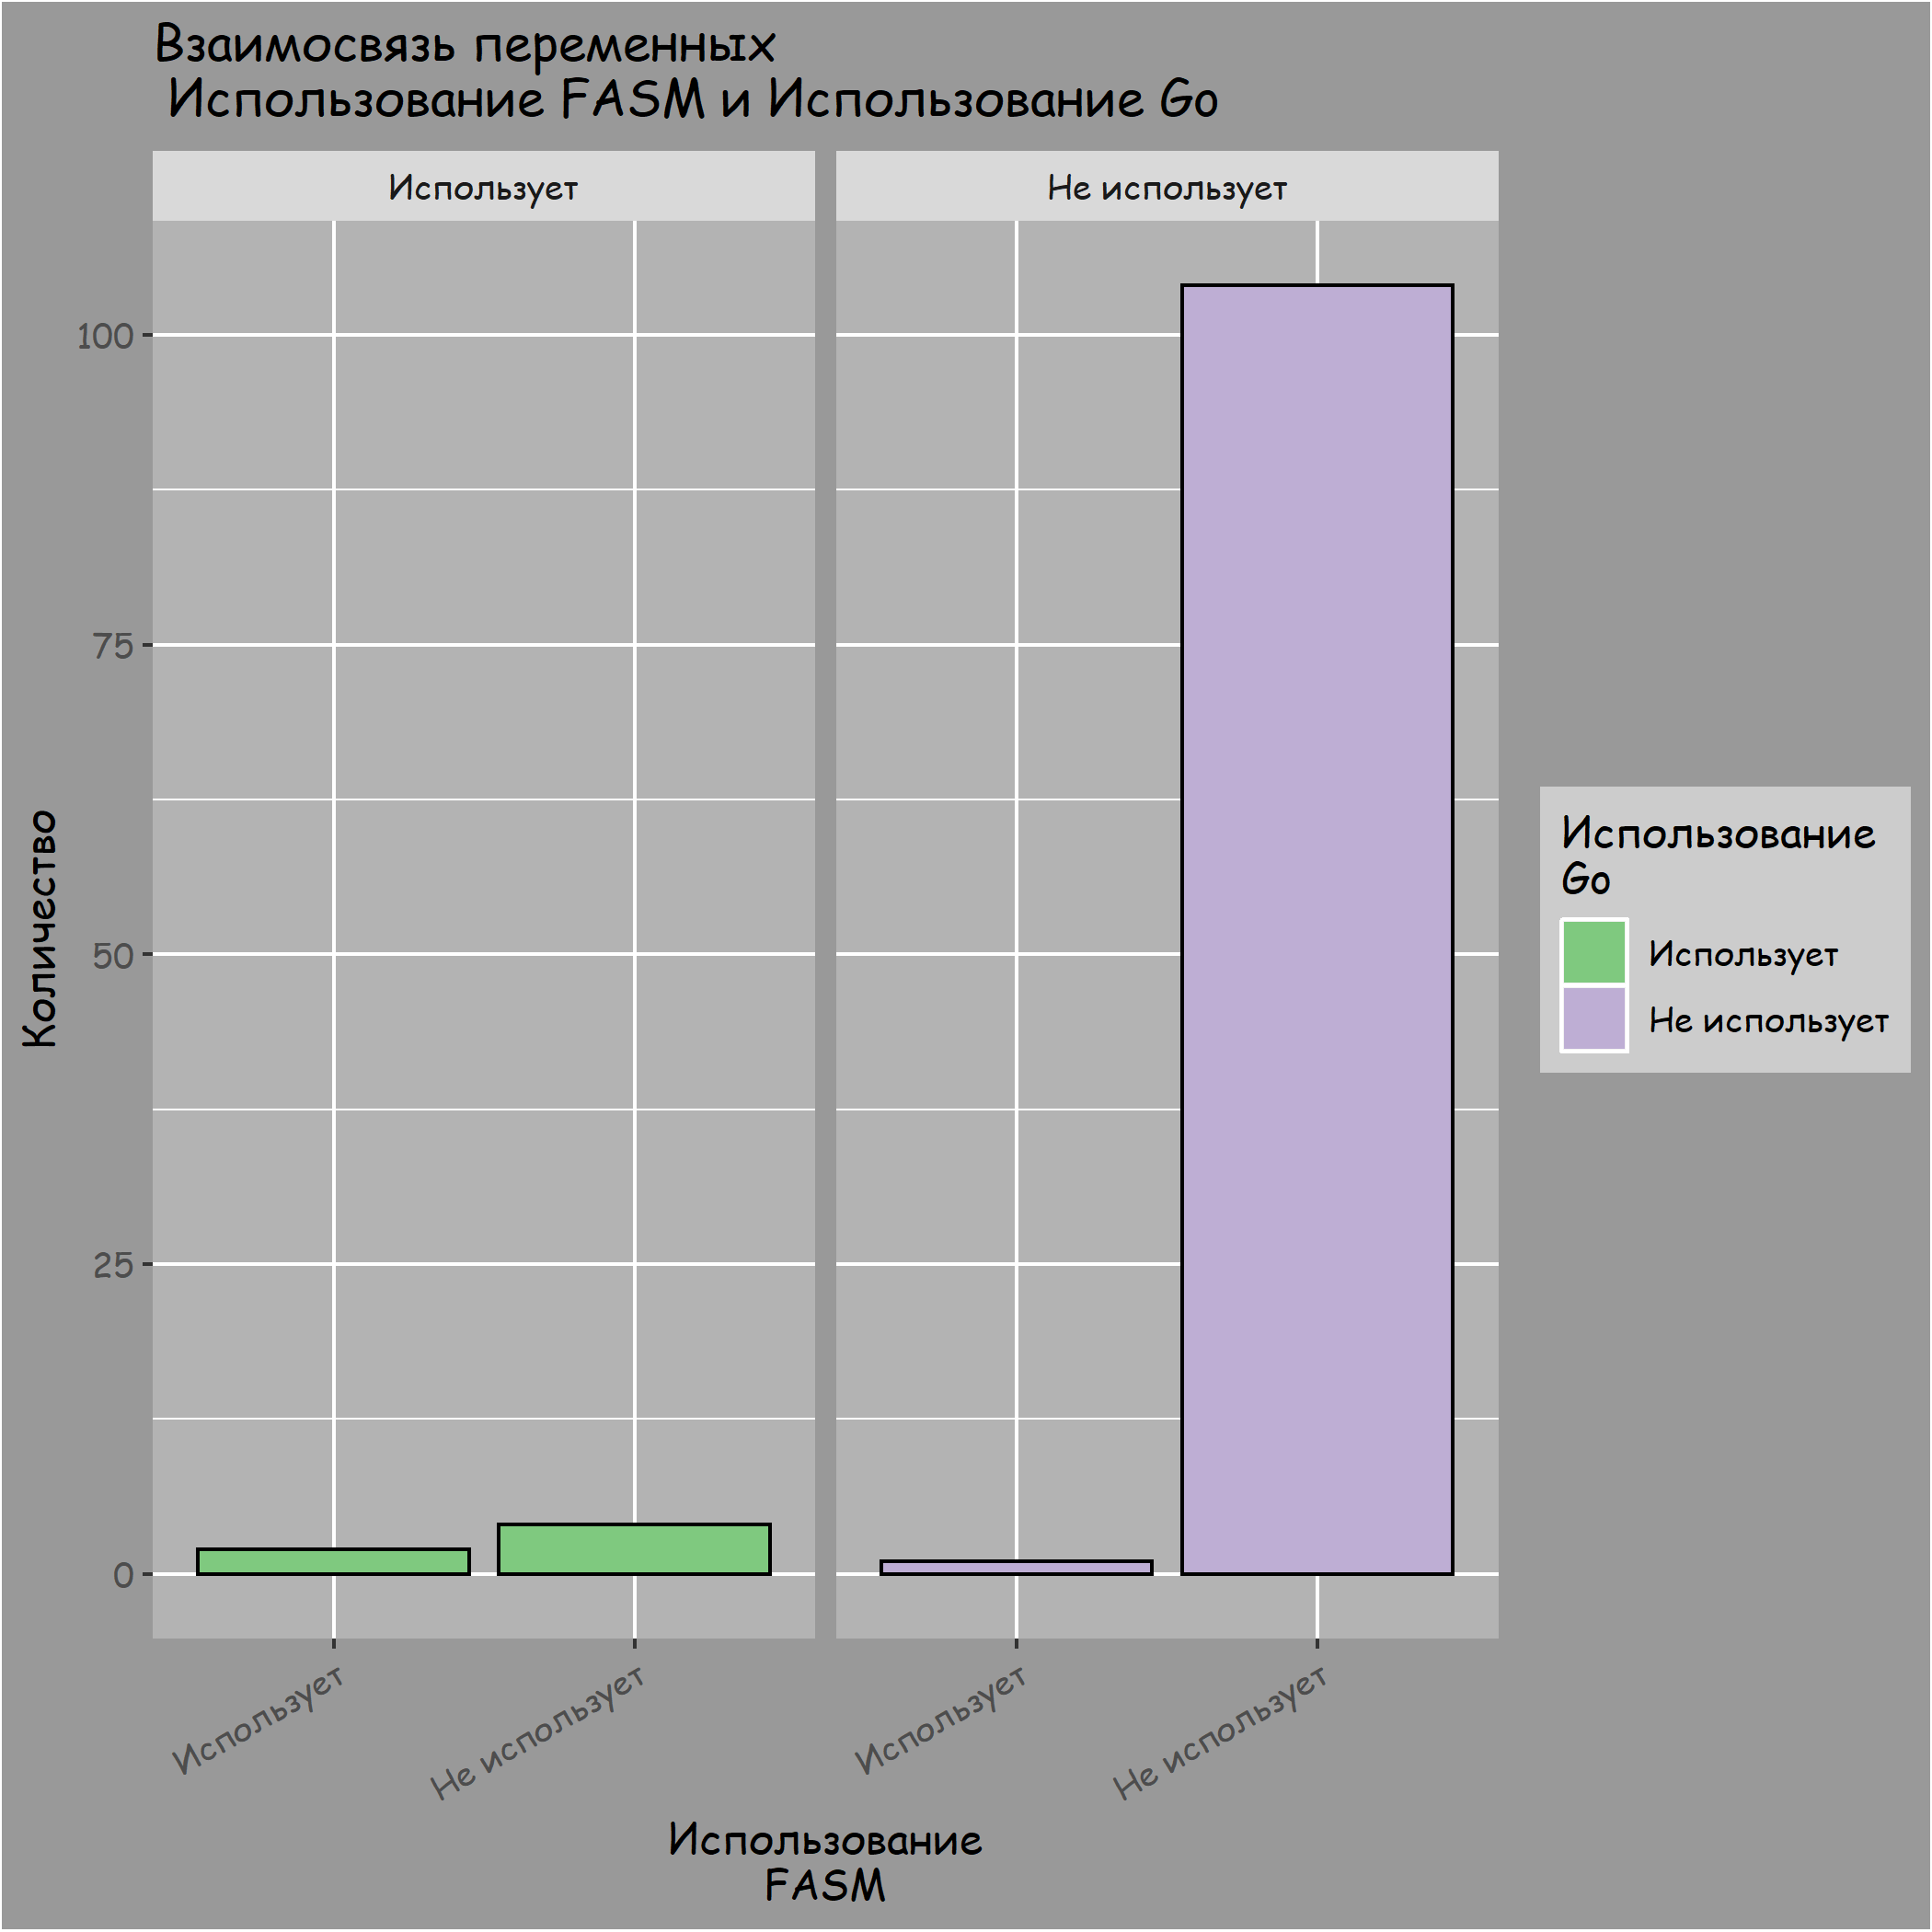 Взаимосвязь переменных
Использование FASM и Использование Go
Использует
Не использует
100
75
50
25
0
Количество
Использует
Не использует
Использует
Не использует
Использование
FASM
Использование
Go
Использует
Не использует